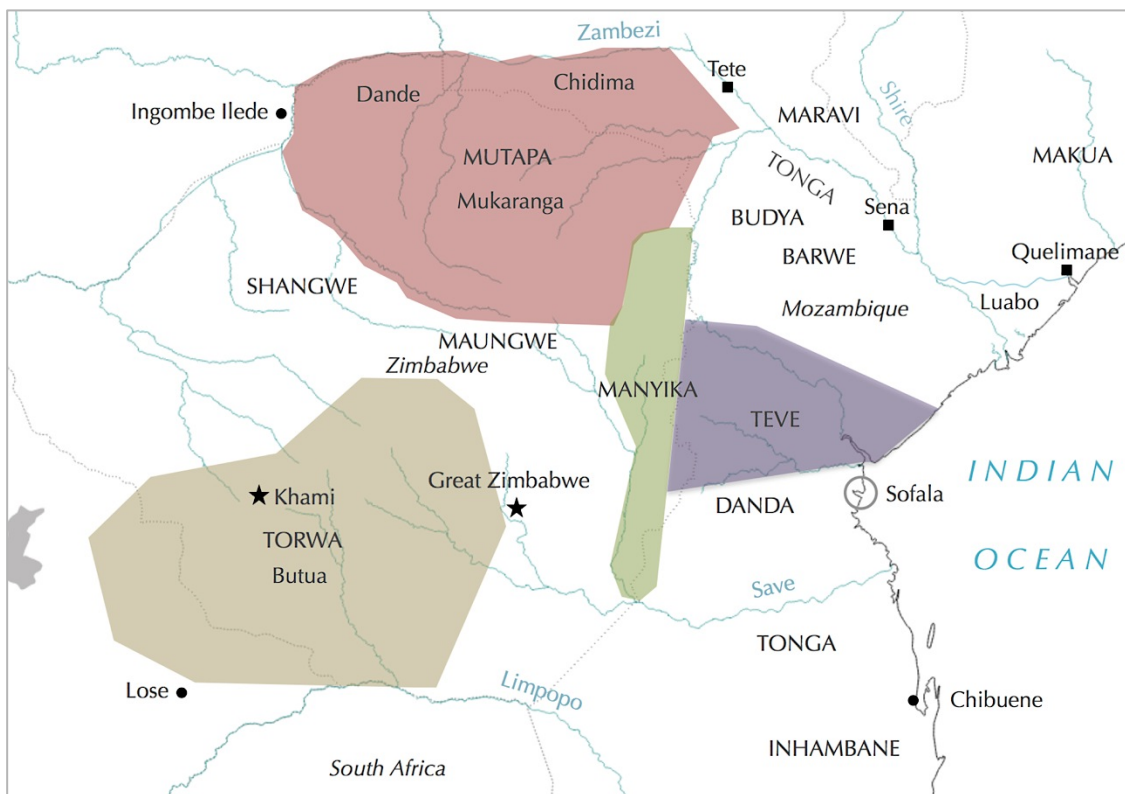 Zambezi
Tete
Dande
Chidima
Shire
Ingombe Ilede
MARAVI
MUTAPA
MAKUA
TONGA
Mukaranga
BUDYA
Sena
BARWE
Quelimane
SHANGWE
Luabo
Mozambique
MAUNGWE
Zimbabwe
MANYIKA
TEVE
Great Zimbabwe
INDIAN
Khami
Sofala
DANDA
TORWA
OCEAN
Butua
Save
TONGA
Lose
Limpopo
Chibuene
INHAMBANE
South Africa